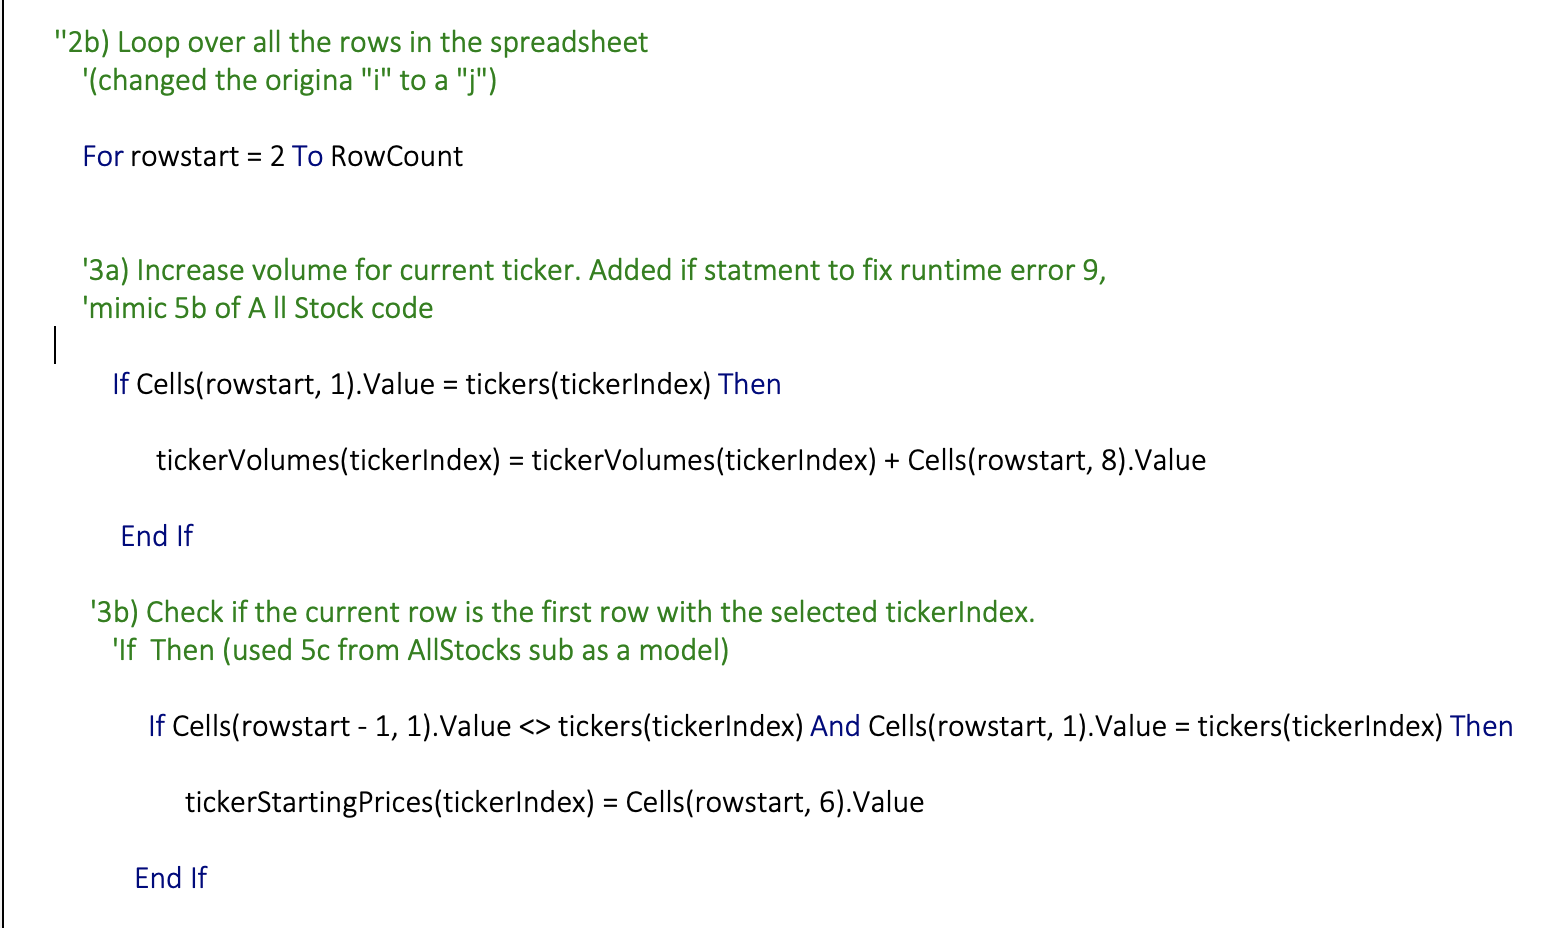 ''2b) Loop over all the rows in the spreadsheet
'(changed the origina "i" to a "j")
For rowstart = 2 To RowCount
'3a) Increase volume for current ticker. Added if statment to fix runtime error 9,
'mimic 5b of A ll Stock code
If Cells(rowstart, 1).Value = tickers(tickerIndex) Then
tickerVolumes(tickerIndex) = tickerVolumes(tickerIndex) + Cells(rowstart, 8).Value
End If
'3b) Check if the current row is the first row with the selected tickerIndex.
'If  Then (used 5c from AllStocks sub as a model)
If Cells(rowstart - 1, 1).Value <> tickers(tickerIndex) And Cells(rowstart, 1).Value = tickers(tickerIndex) Then
tickerStartingPrices(tickerIndex) = Cells(rowstart, 6).Value
End If